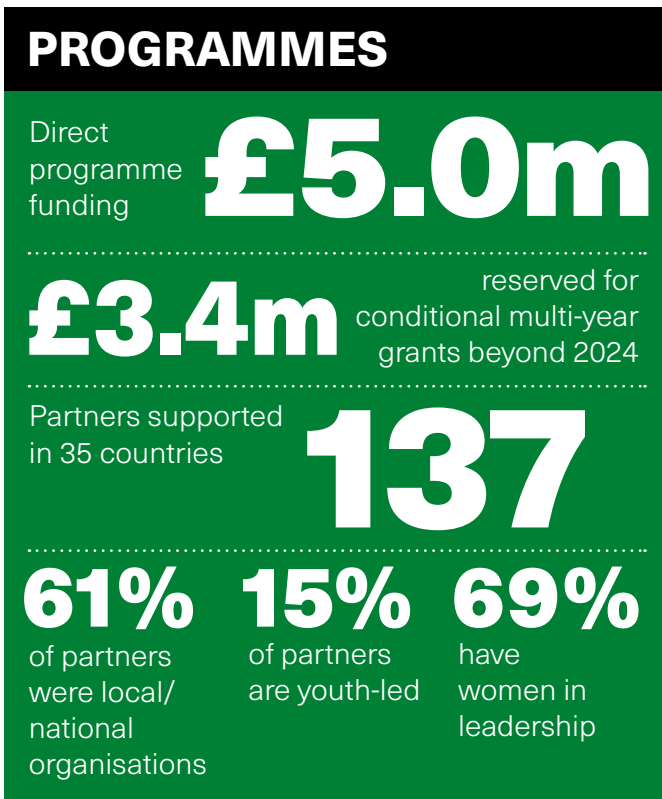 PROGRAMMES
Direct
programme
funding
£5.0m
£3.4m
reserved for
conditional multi-year
grants beyond 2024
Partners supported
in 35 countries
137
61%
of partners
were local/
national
organisations
15%
of partners
are youth-led
69%
have
women in
leadership